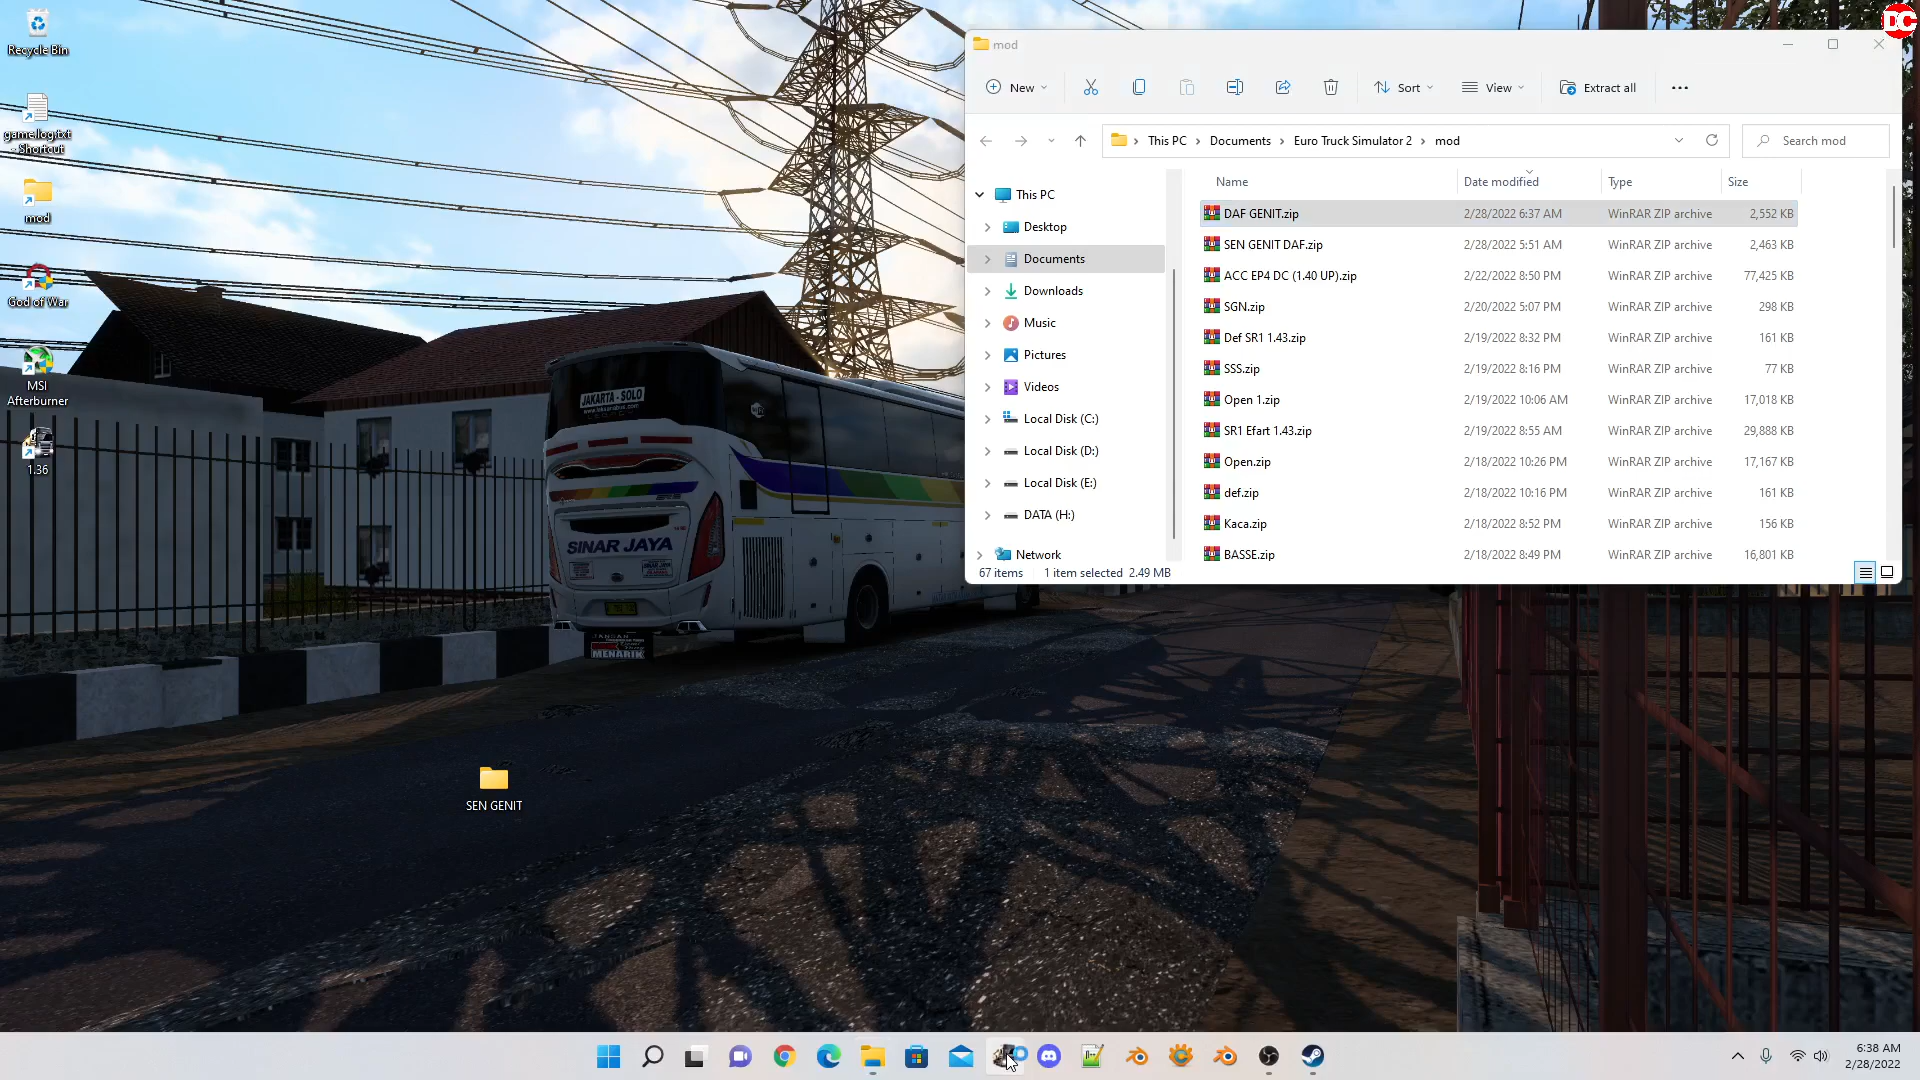 Recycle Bin
game.log.txt
- Shortcut
mod
God of War
MSI
Afterburner
1.36
SEN GENIT
DC
mod
New
Sort
View
Extract all
This PC
Documents
Euro Truck Simulator 2
mod
Search mod
This PC
Desktop
Documents
Downloads
Music
Pictures
Videos
Local Disk (C:)
Local Disk (D:)
Local Disk (E:)
DATA (H:)
Network
Name Date modified Type Size
DAF GENIT.zip 2/28/2022 6:37 AM WinRAR ZIP archive 2,552 KB
SEN GENIT DAF.zip 2/28/2022 5:51 AM WinRAR ZIP archive 2,463 KB
ACC EP4 DC (1.40 UP).zip 2/22/2022 8:50 PM WinRAR ZIP archive 77,425 KB
SGN.zip 2/20/2022 5:07 PM WinRAR ZIP archive 298 KB
Def SR1 1.43.zip 2/19/2022 8:32 PM WinRAR ZIP archive 161 KB
SSS.zip 2/19/2022 8:16 PM WinRAR ZIP archive 77 KB
Open 1.zip 2/19/2022 10:06 AM WinRAR ZIP archive 17,018 KB
SR1 Efart 1.43.zip 2/19/2022 8:55 AM WinRAR ZIP archive 29,888 KB
Open.zip 2/18/2022 10:26 PM WinRAR ZIP archive 17,167 KB
def.zip 2/18/2022 10:16 PM WinRAR ZIP archive 161 KB
Kaca.zip 2/18/2022 8:52 PM WinRAR ZIP archive 156 KB
BASSE.zip 2/18/2022 8:49 PM WinRAR ZIP archive 16,801 KB
67 items 1 item selected 2.49 MB
JAKARTA - SOLO
www.laksanabus.com
SINAR JAYA
JANGAN
MENARIK
6:38 AM
2/28/2022